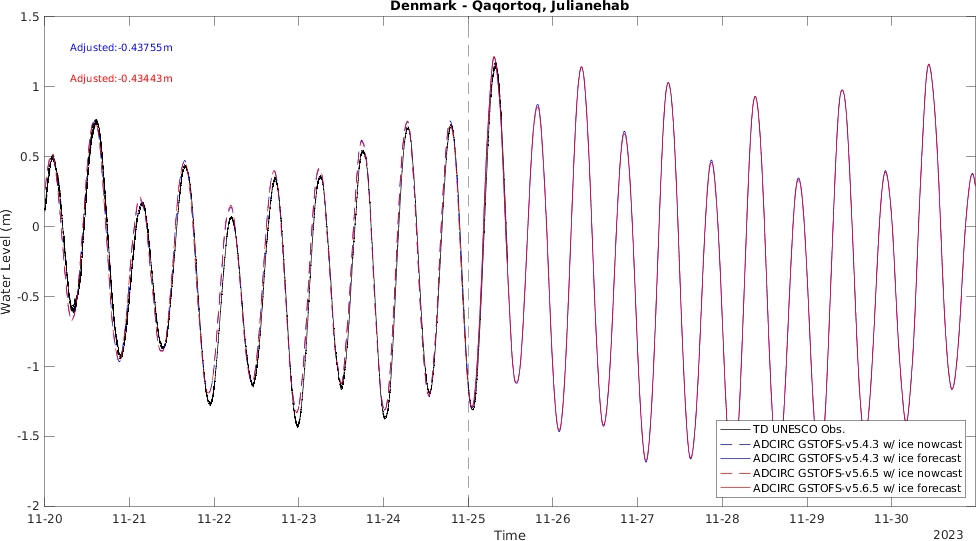 Denmark - Qaqortoq, Julianehab
Adjusted:-0.43755m
Adjusted:-0.43443m
Water Level (m)
1.5
1
0.5
0
-0.5
-1
-1.5
-2
TD UNESCO Obs.
ADCIRC GSTOFS-v5.4.3 w/ ice nowcast
ADCIRC GSTOFS-v5.4.3 w/ ice forecast
ADCIRC GSTOFS-v5.6.5 w/ ice nowcast
ADCIRC GSTOFS-v5.6.5 w/ ice forecast
11-20 11-21 11-22 11-23 11-24 11-25 11-26 11-27 11-28 11-29 11-30
Time
2023